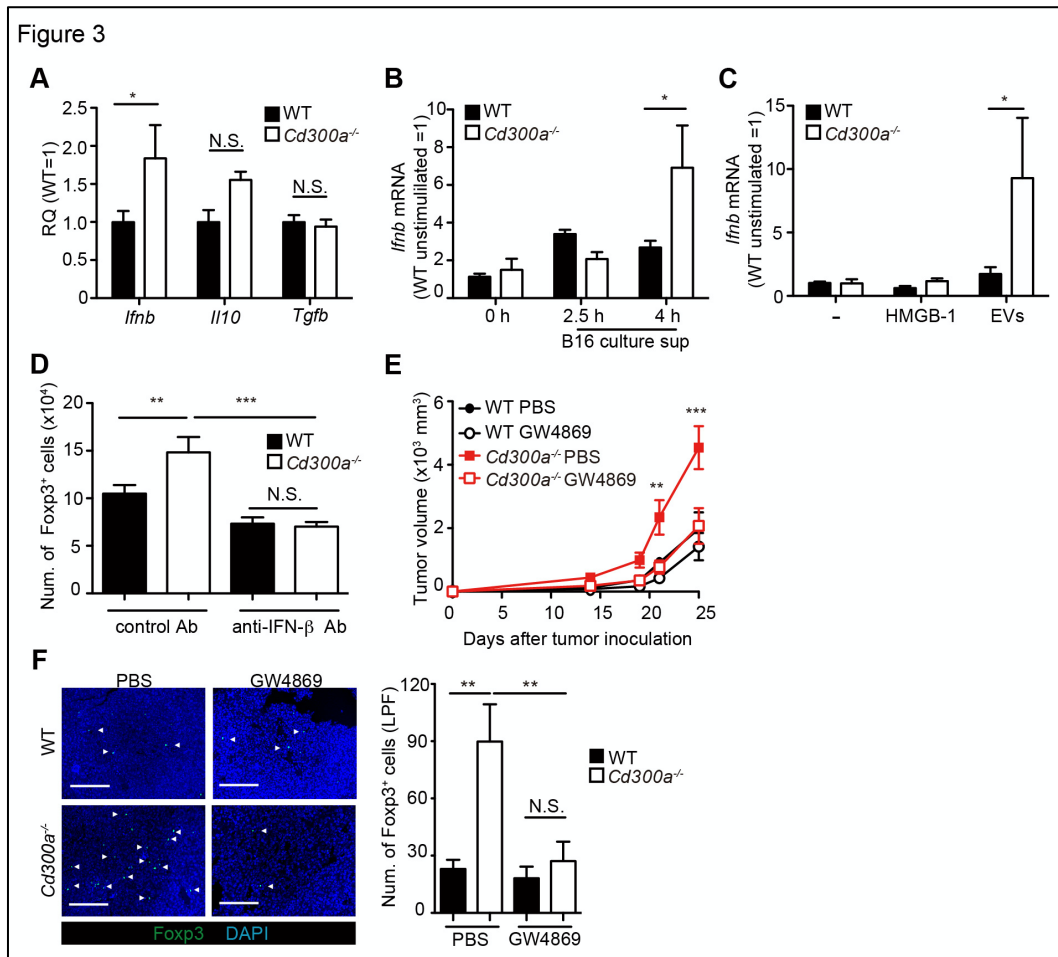 Figure 3
A
2.5
2.0
1.5
1.0
0.5
0.0
RQ (WT=1)
*
N.S.
N.S.
WT
Cd300a-/-
Ifnb
Il10
Tgfb
B
10
8
6
4
2
0
Ifnb mRNA
(WT unstimulilated =1)
WT
Cd300a-/-
*
0 h
2.5 h
4 h
B16 culture sup
C
15
10
5
0
Ifnb mRNA
(WT unstimulated =1)
WT
Cd300a-/-
*
–
HMGB-1
EVs
D
20
15
10
5
0
Num. of Foxp3+ cells (x10⁴)
**
***
N.S.
WT
Cd300a-/-
control Ab
anti-IFN-β Ab
E
6
4
2
0
Tumor volume (x10³ mm³)
WT PBS
WT GW4869
Cd300a-/- PBS
Cd300a-/- GW4869
**
***
0
5
10
15
20
25
Days after tumor inoculation
F
PBS
GW4869
WT
Cd300a-/-
Foxp3 DAPI
120
90
60
30
0
Num. of Foxp3+ cells (LPF)
**
**
N.S.
WT
Cd300a-/-
PBS
GW4869